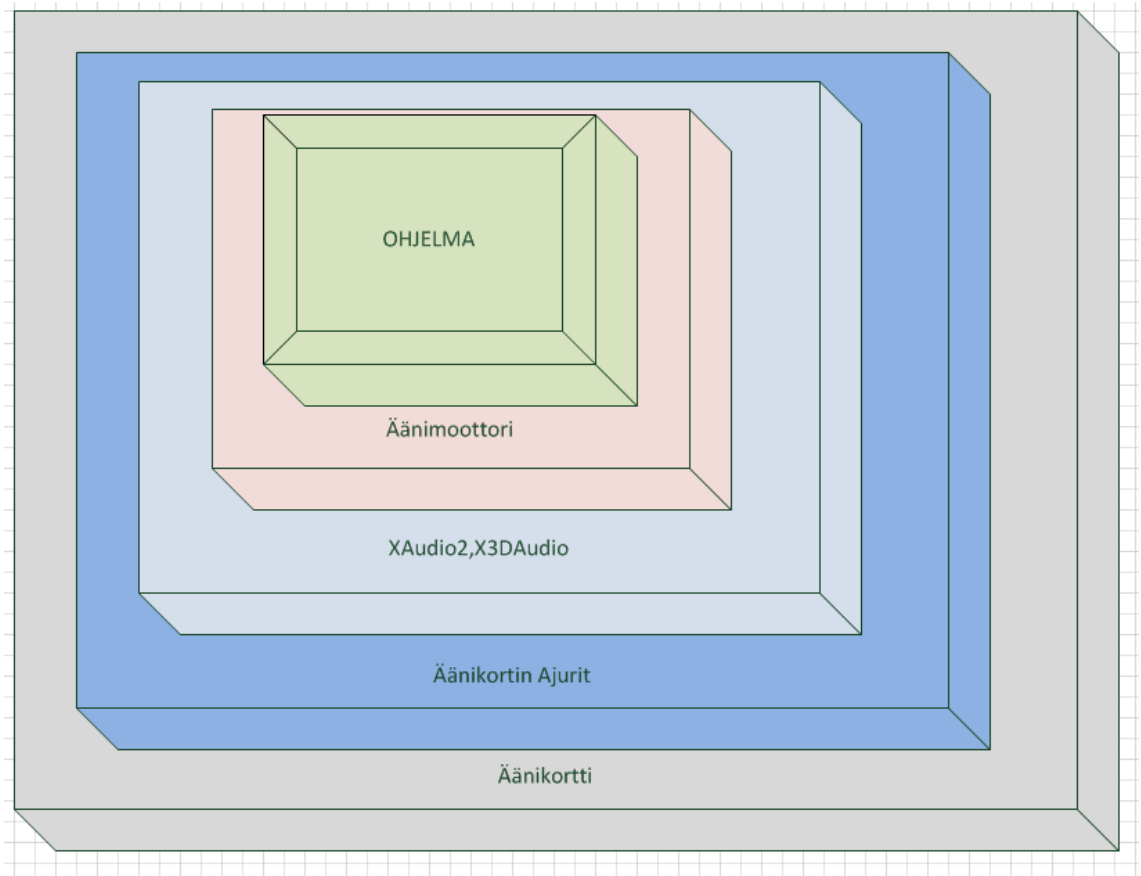 OHJELMA
Äänimoottori
XAudio2,X3DAudio
Äänikortin Ajurit
Äänikortti